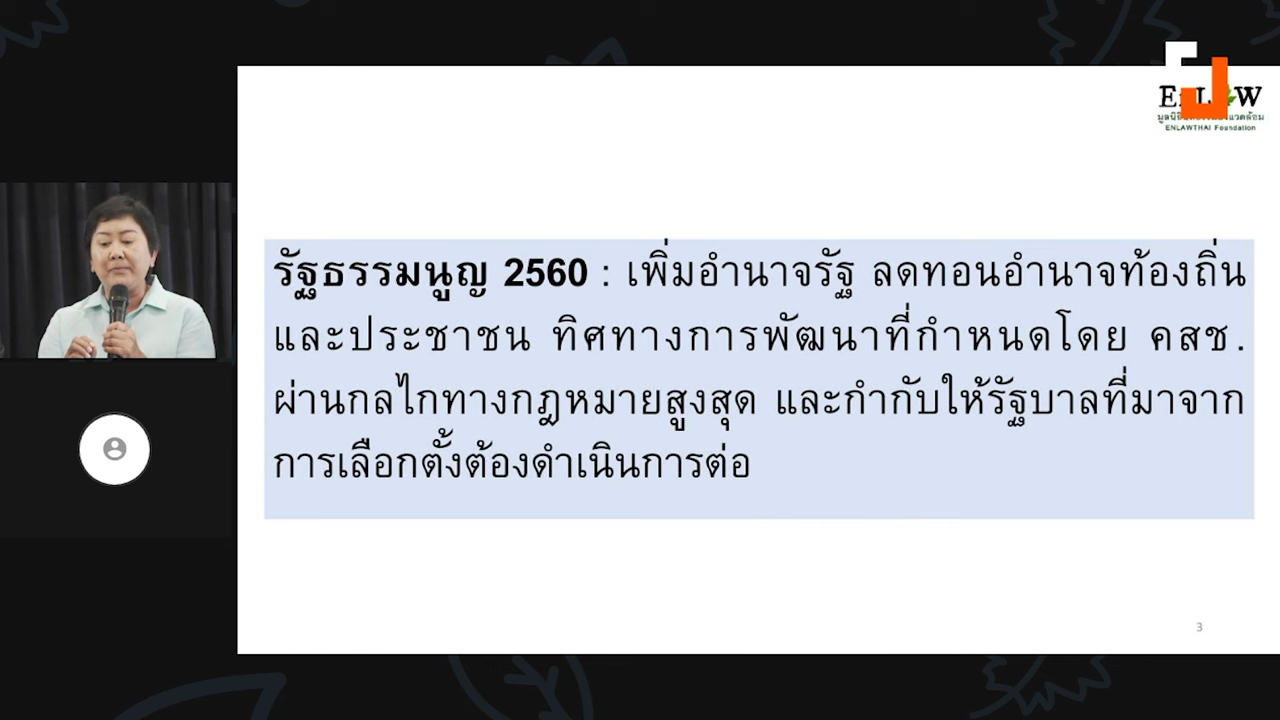 EnLAW
ENLAWTHAI Foundation
รัฐธรรมนูญ 2560 : เพิ่มอำนาจรัฐ ลดทอนอำนาจท้องถิ่น
และประชาชน ทิศทางการพัฒนาที่กำหนดโดย คสช.
ผ่านกลไกทางกฎหมายสูงสุด และกำกับให้รัฐบาลที่มาจาก
การเลือกตั้งต้องดำเนินการต่อ
3